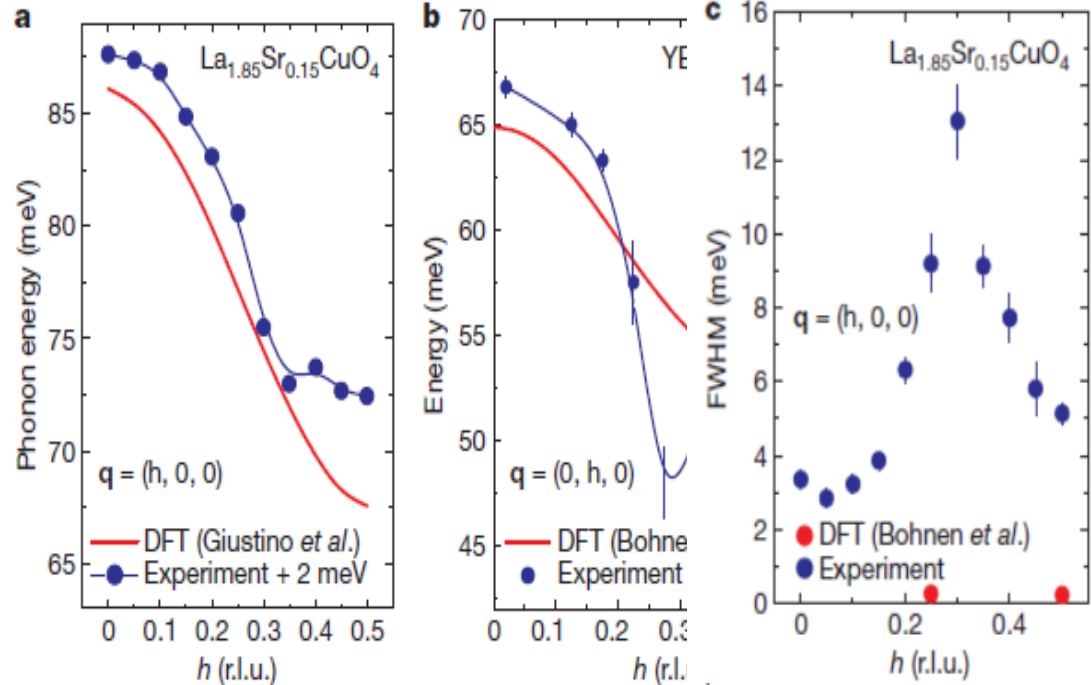 a
La1.85Sr0.15CuO4
Phonon energy (meV)
85
80
75
70
65
q = (h, 0, 0)
DFT (Giustino et al.)
Experiment + 2 meV
0 0.1 0.2 0.3 0.4 0.5
h (r.l.u.)
b
YB
Energy (meV)
70
65
60
55
50
45
q = (0, h, 0)
DFT (Bohne
Experiment
0 0.1 0.2 0.3
h (r.l.u.)
c
La1.85Sr0.15CuO4
FWHM (meV)
16
14
12
10
8
6
4
2
0
q = (h, 0, 0)
DFT (Bohnen et al.)
Experiment
0 0.2 0.4
h (r.l.u.)